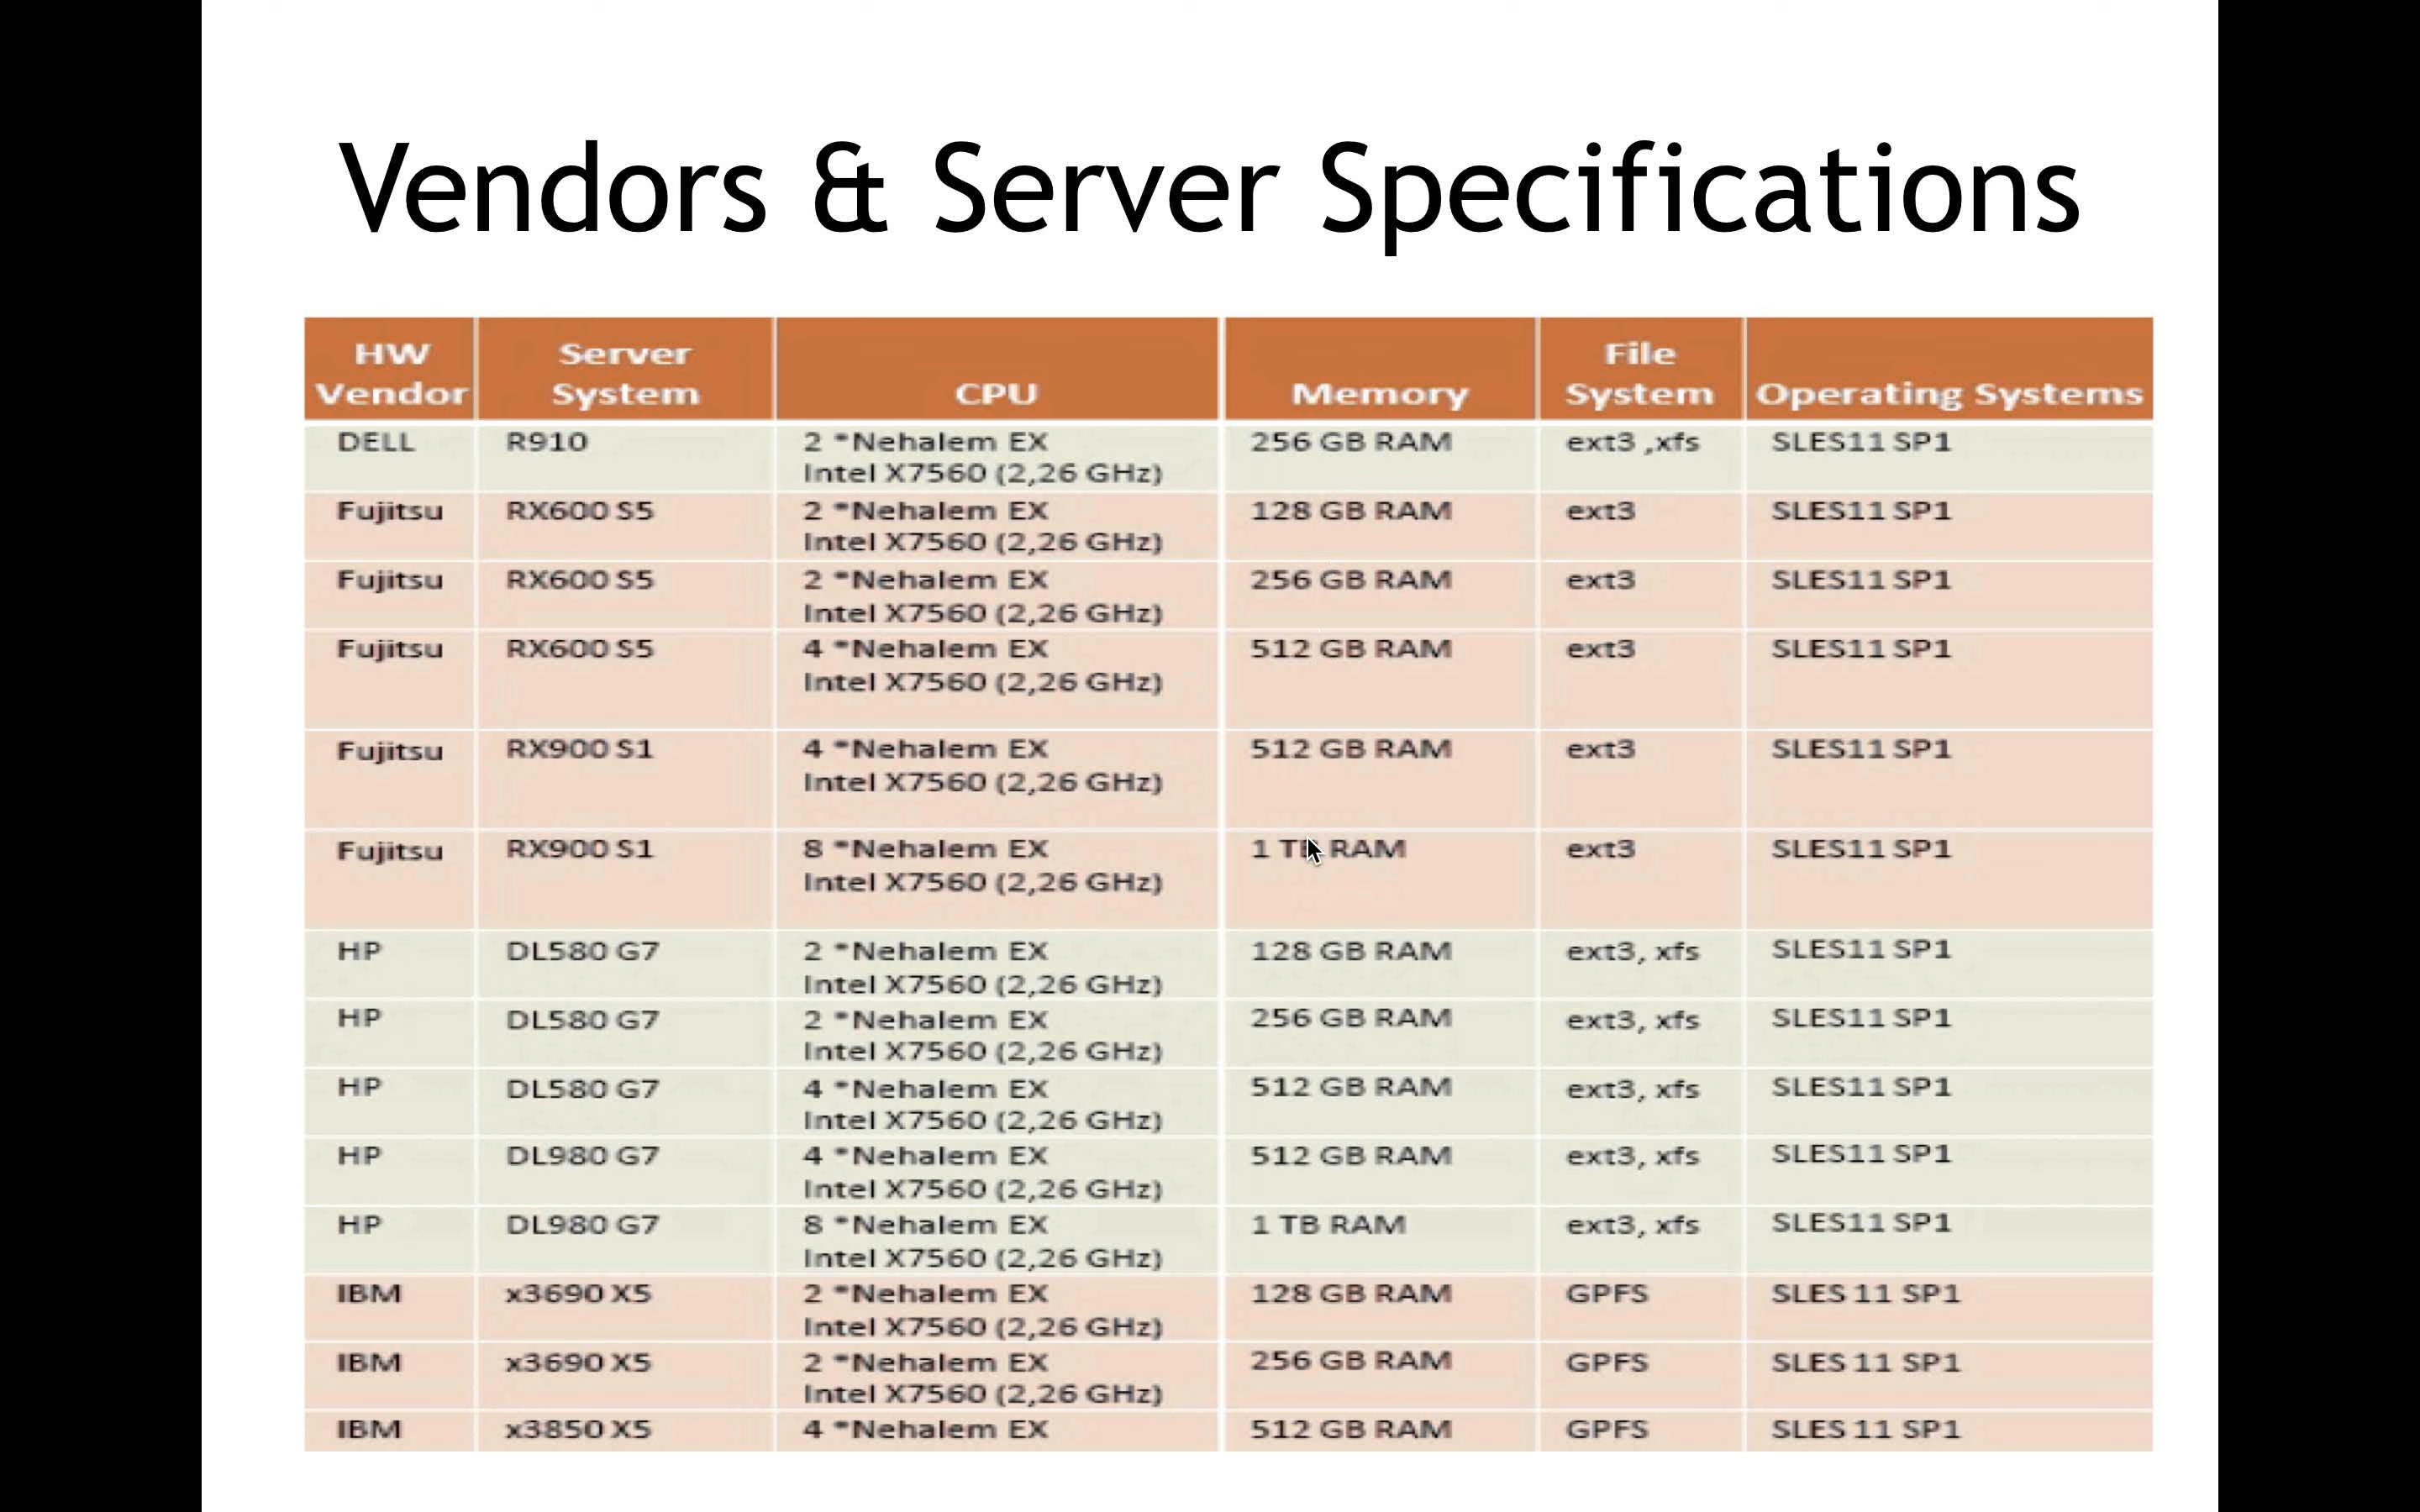 Vendors & Server Specifications
HW Vendor Server System CPU Memory File System Operating Systems
DELL R910 2 *Nehalem EX 256 GB RAM ext3 ,xfs SLES11 SP1
Intel X7560 (2,26 GHz)
Fujitsu RX600 S5 2 *Nehalem EX 128 GB RAM ext3 SLES11 SP1
Intel X7560 (2,26 GHz)
Fujitsu RX600 S5 2 *Nehalem EX 256 GB RAM ext3 SLES11 SP1
Intel X7560 (2,26 GHz)
Fujitsu RX600 S5 4 *Nehalem EX 512 GB RAM ext3 SLES11 SP1
Intel X7560 (2,26 GHz)
Fujitsu RX900 S1 4 *Nehalem EX 512 GB RAM ext3 SLES11 SP1
Intel X7560 (2,26 GHz)
Fujitsu RX900 S1 8 *Nehalem EX 1 TB RAM ext3 SLES11 SP1
Intel X7560 (2,26 GHz)
HP DL580 G7 2 *Nehalem EX 128 GB RAM ext3, xfs SLES11 SP1
Intel X7560 (2,26 GHz)
HP DL580 G7 2 *Nehalem EX 256 GB RAM ext3, xfs SLES11 SP1
Intel X7560 (2,26 GHz)
HP DL580 G7 4 *Nehalem EX 512 GB RAM ext3, xfs SLES11 SP1
Intel X7560 (2,26 GHz)
HP DL980 G7 4 *Nehalem EX 512 GB RAM ext3, xfs SLES11 SP1
Intel X7560 (2,26 GHz)
HP DL980 G7 8 *Nehalem EX 1 TB RAM ext3, xfs SLES11 SP1
Intel X7560 (2,26 GHz)
IBM x3690 X5 2 *Nehalem EX 128 GB RAM GPFS SLES 11 SP1
Intel X7560 (2,26 GHz)
IBM x3690 X5 2 *Nehalem EX 256 GB RAM GPFS SLES 11 SP1
Intel X7560 (2,26 GHz)
IBM x3850 X5 4 *Nehalem EX 512 GB RAM GPFS SLES 11 SP1